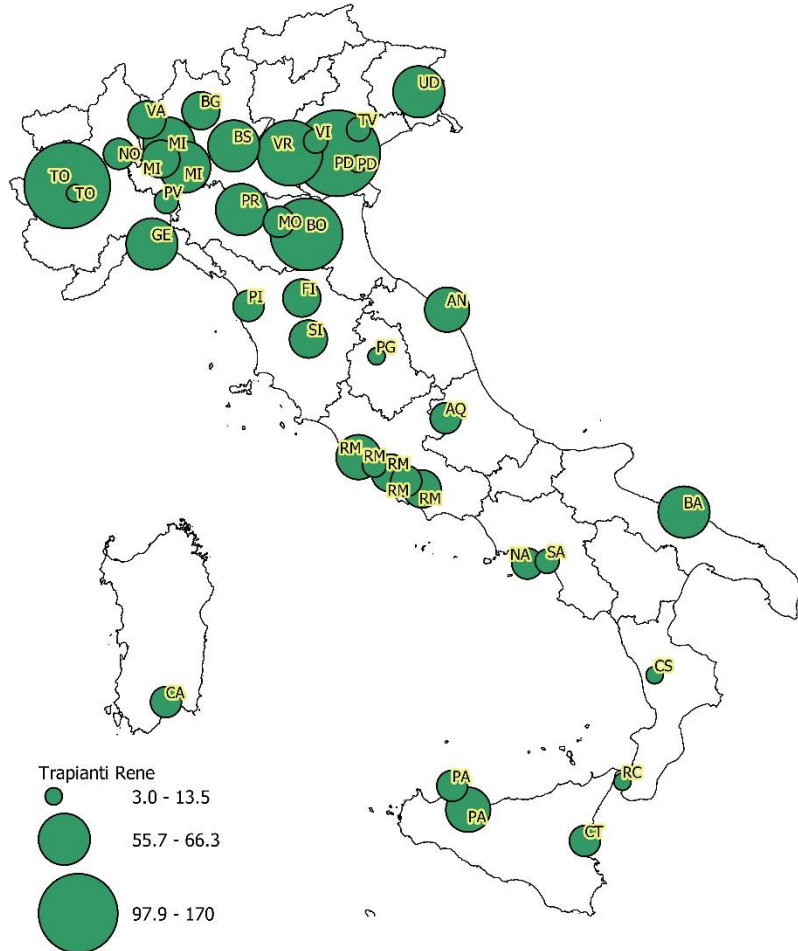 UD
BG
VA
TV
MI
BS
VI
VR
NO
MI
MI
PD
PD
TO
TO
PV
PR
MO
BO
GE
PI
FI
AN
SI
PG
AQ
RM
RM
RM
RM
RM
BA
NA
SA
CS
CA
RC
PA
PA
CT
Trapianti Rene
3.0 - 13.5
55.7 - 66.3
97.9 - 170